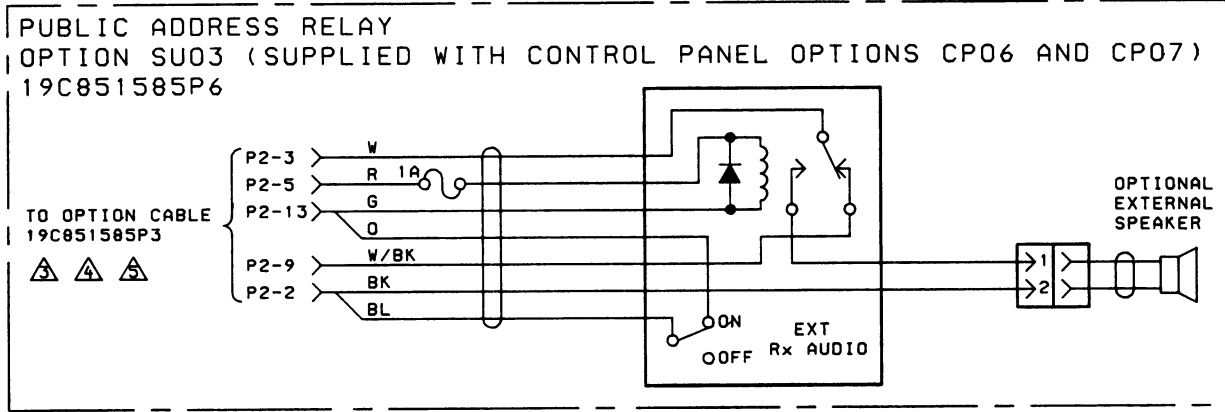 PUBLIC ADDRESS RELAY
OPTION SU03 (SUPPLIED WITH CONTROL PANEL OPTIONS CP06 AND CP07)
19C851585P6
P2-3 W
P2-5 R 1A
P2-13 G
O
P2-9 W/BK
P2-2 BK
BL
TO OPTION CABLE
19C851585P3
3 4 5
ON
OFF
EXT
Rx AUDIO
1
2
OPTIONAL
EXTERNAL
SPEAKER